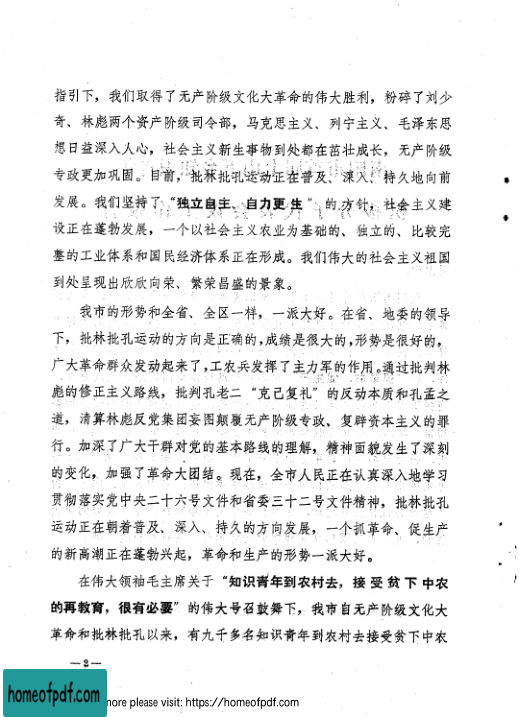 指引下，我们取得了无产阶级文化大革命的伟大胜利，粉碎了刘少
奇、林彪两个资产阶级司令部，马克思主义、列宁主义、毛泽东思
想日益深入人心，社会主义新生事物到处都在茁壮成长，无产阶级
专政更加巩固。目前，批林批孔运动正在普及、深入、持久地向前
发展。我们坚持了“独立自主、自力更生”的方针，社会主义建
设正在蓬勃发展，一个以社会主义农业为基础的、独立的、比较完
整的工业体系和国民经济体系正在形成。我们伟大的社会主义祖国
到处呈现出欣欣向荣、繁荣昌盛的景象。
我市的形势和全省、全区一样，一派大好。在省、地委的领导
下，批林批孔运动的方向是正确的，成绩是很大的，形势是很好的，
广大革命群众发动起来了，工农兵发挥了主力军的作用。通过批判林
彪的修正主义路线，批判孔老二“克己复礼”的反动本质和孔孟之
道，清算林彪反党集团妄图颠覆无产阶级专政、复辟资本主义的罪
行。加深了广大干群对党的基本路线的理解，精神面貌发生了深刻
的变化，加强了革命大团结。现在，全市人民正在认真深入地学习
贯彻落实党中央二十六号文件和省委三十二号文件精神，批林批孔
运动正在朝着普及、深入、持久的方向发展，一个抓革命、促生产
的新高潮正在蓬勃兴起，革命和生产的形势一派大好。
在伟大领袖毛主席关于“知识青年到农村去，接受贫下中农
的再教育，很有必要”的伟大号召鼓舞下，我市自无产阶级文化大
革命和批林批孔以来，有九千多名知识青年到农村去接受贫下中农
—2—
homeofpdf.com
more please visit: https://homeofpdf.com